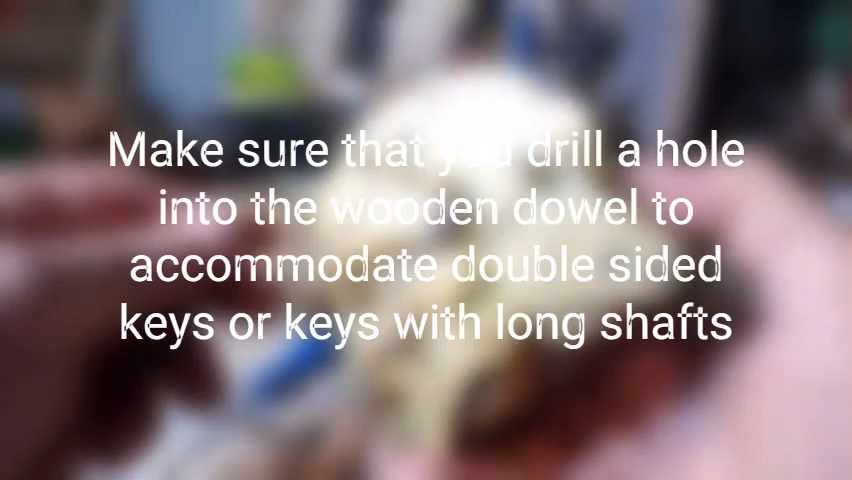 Make sure that you drill a hole
into the wooden dowel to
accommodate double sided
keys or keys with long shafts